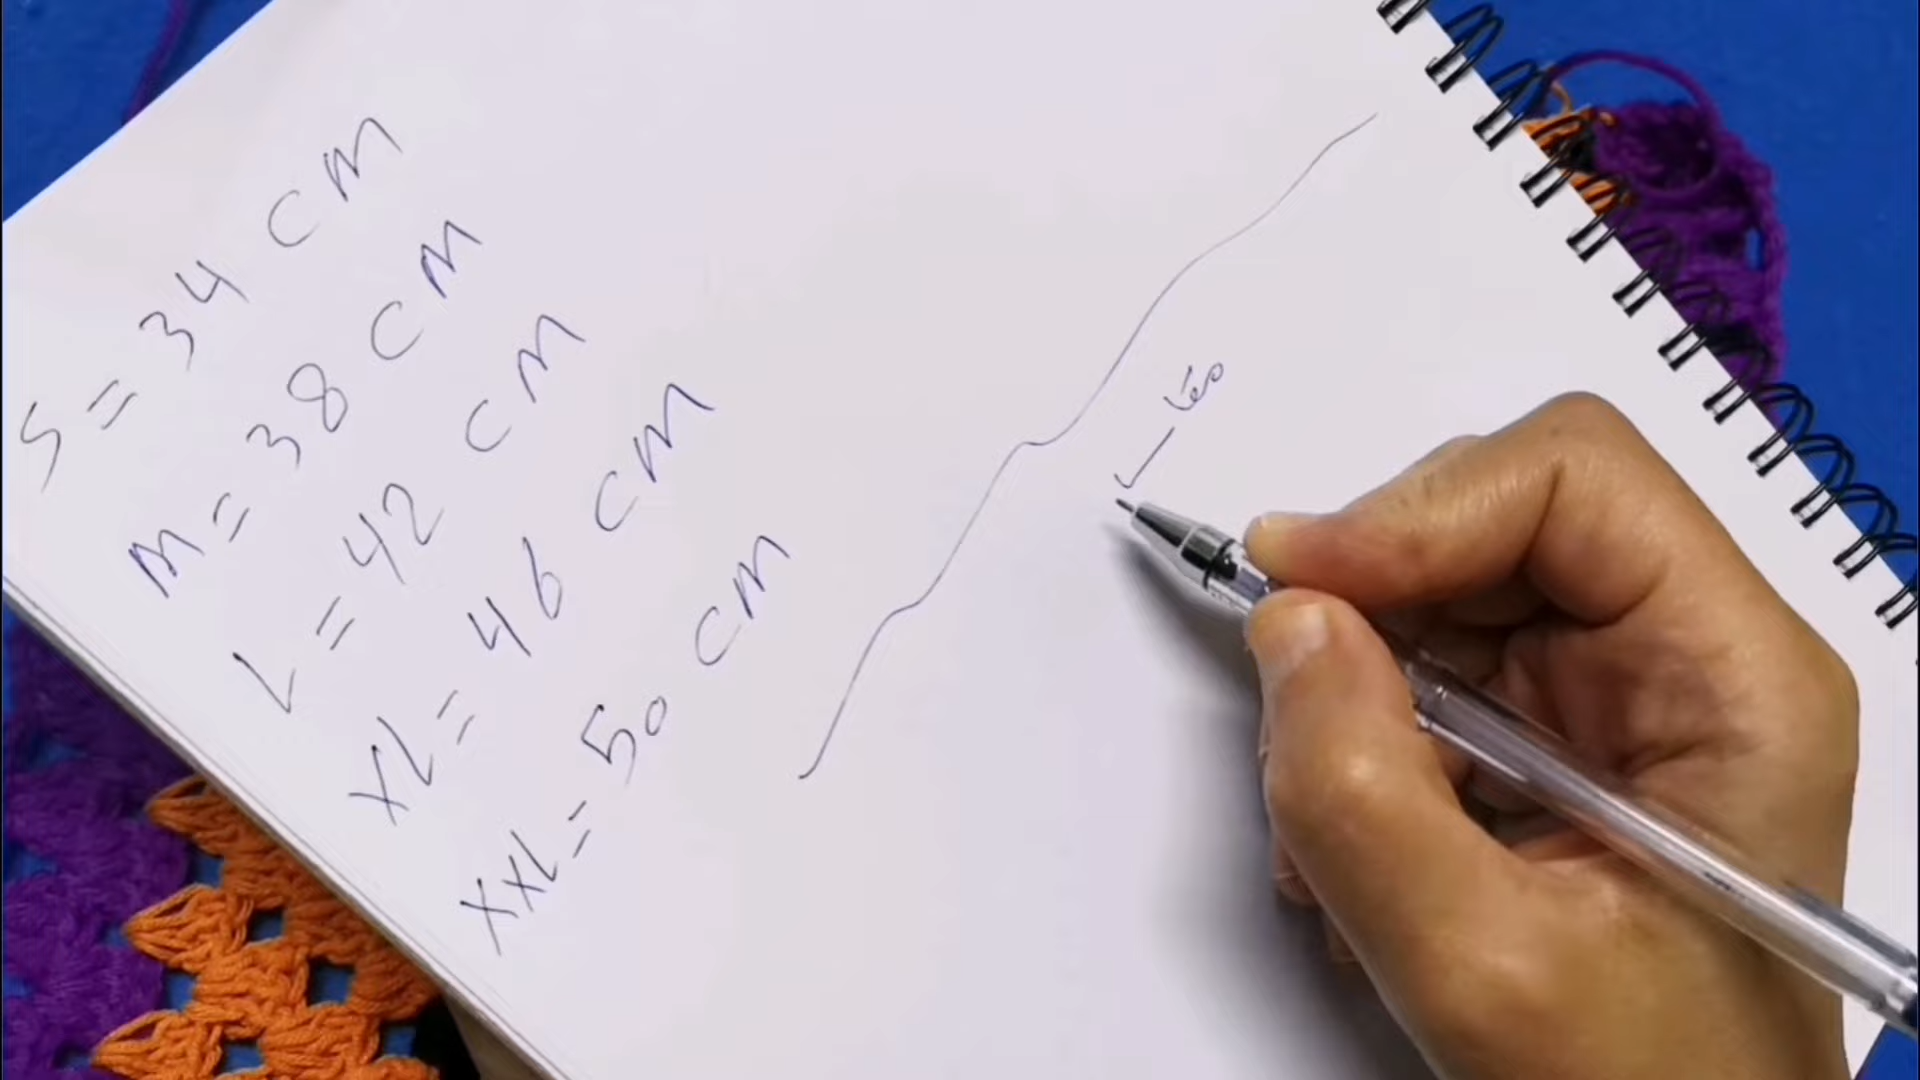 S = 34 CM
M = 38 CM
L = 42 CM
XL = 46 CM
XXL = 50 CM